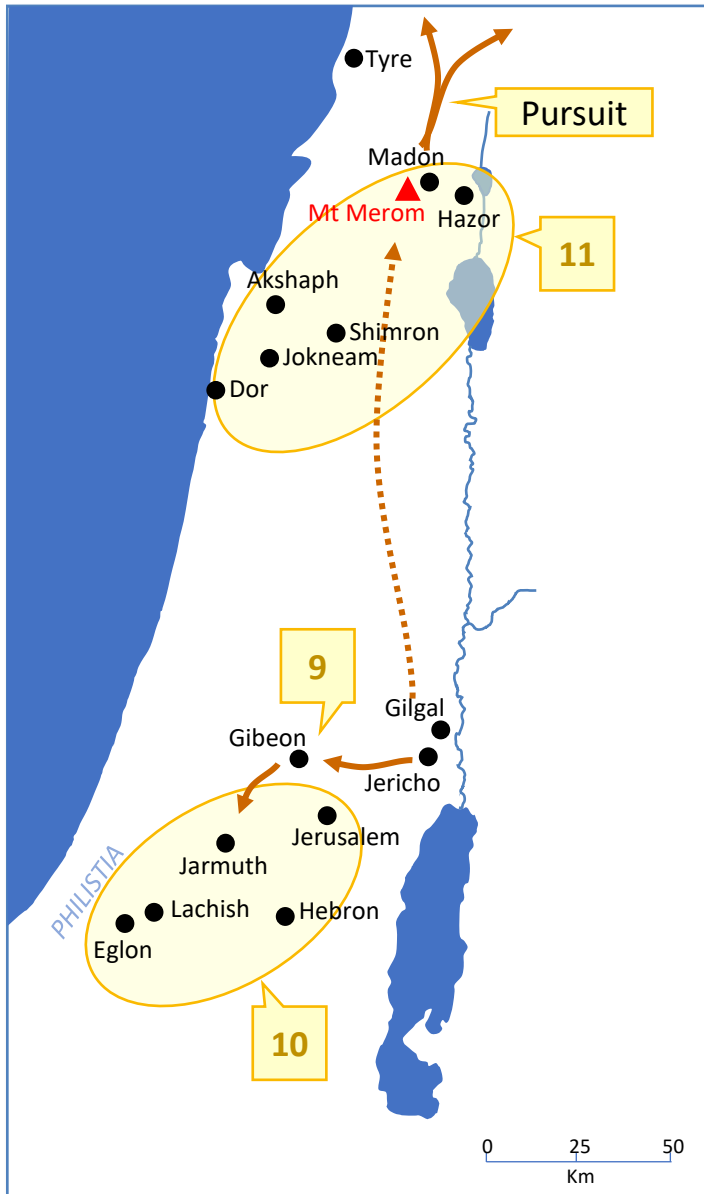 Tyre
Pursuit
Madon
Mt Merom
Hazor
11
Akshaph
Shimron
Jokneam
Dor
9
Gilgal
Gibeon
Jericho
Jerusalem
Jarmuth
PHILISTIA
Lachish
Hebron
Eglon
10
0 25 50
Km